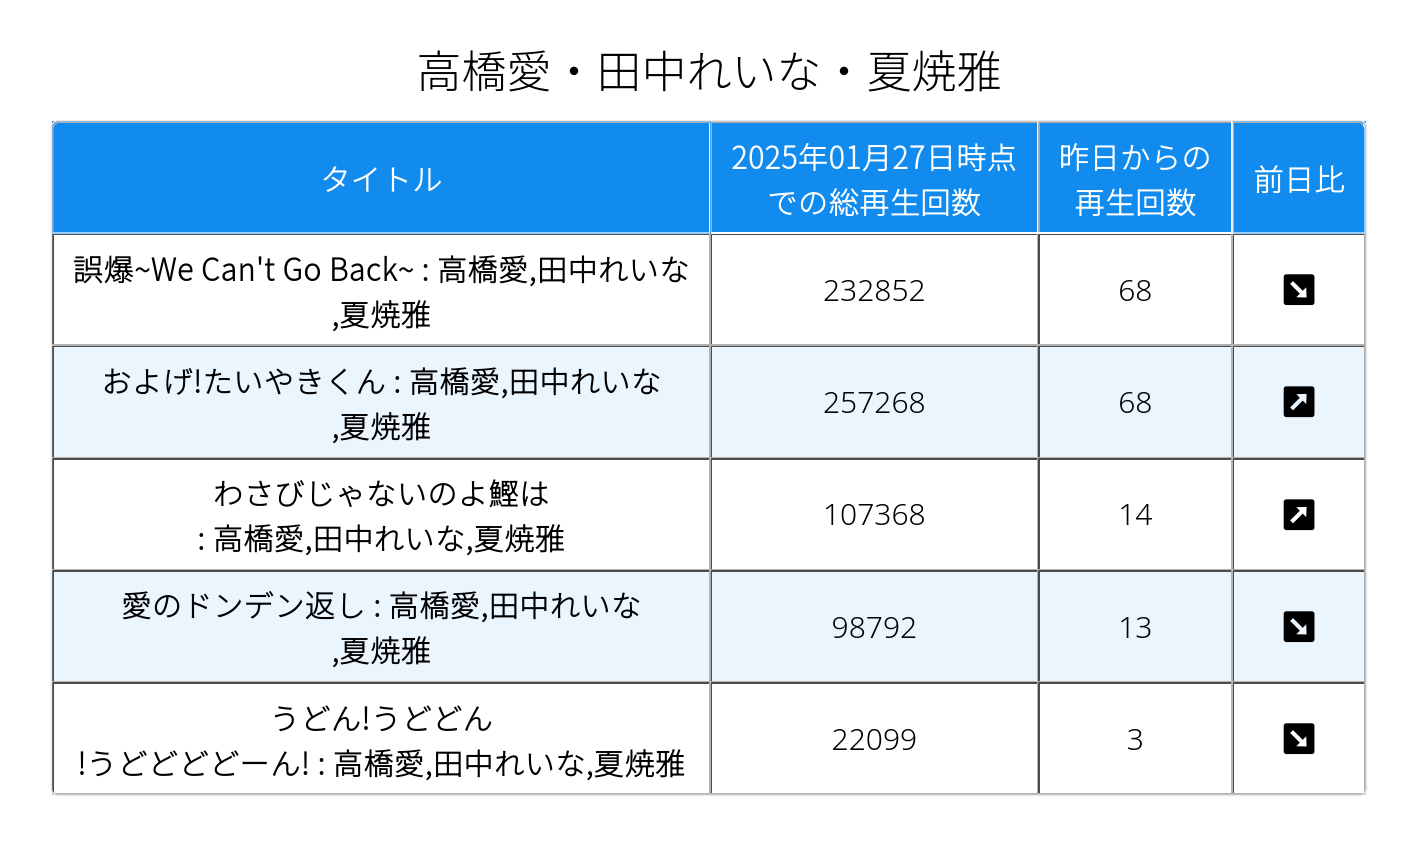 高橋愛・田中れいな・夏焼雅
タイトル
2025年01月27日時点
での総再生回数
昨日からの
再生回数
前日比
誤爆~We Can't Go Back~ : 高橋愛,田中れいな
,夏焼雅
232852
68
およげ!たいやきくん : 高橋愛,田中れいな
,夏焼雅
257268
68
わさびじゃないのよ鰹は
: 高橋愛,田中れいな,夏焼雅
107368
14
愛のドンデン返し : 高橋愛,田中れいな
,夏焼雅
98792
13
うどん!うどどん
!うどどどどーん! : 高橋愛,田中れいな,夏焼雅
22099
3